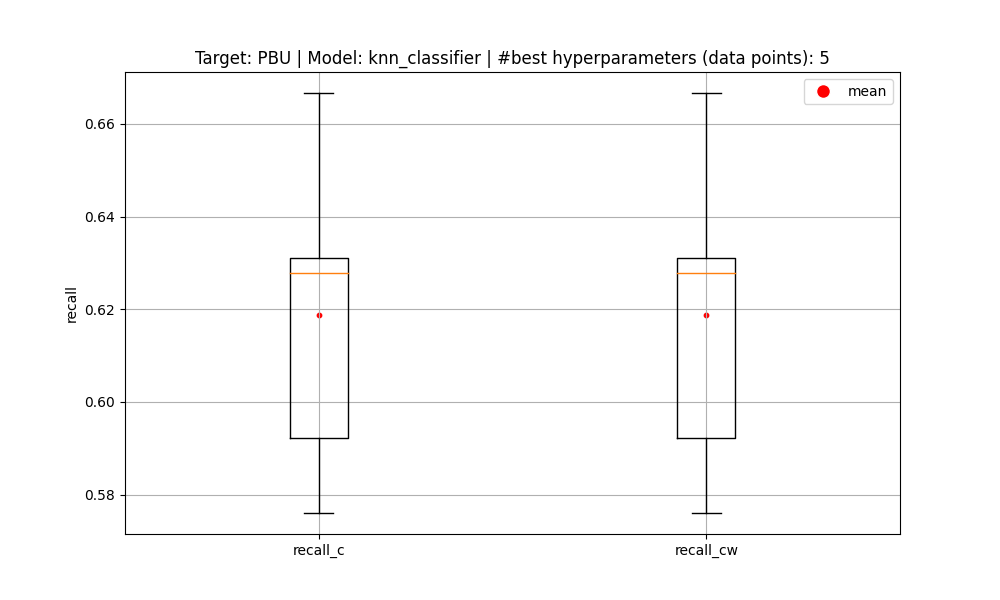 Target: PBU | Model: knn_classifier | #best hyperparameters (data points): 5
mean
0.66
0.64
0.62
0.60
0.58
recall
recall_c
recall_cw